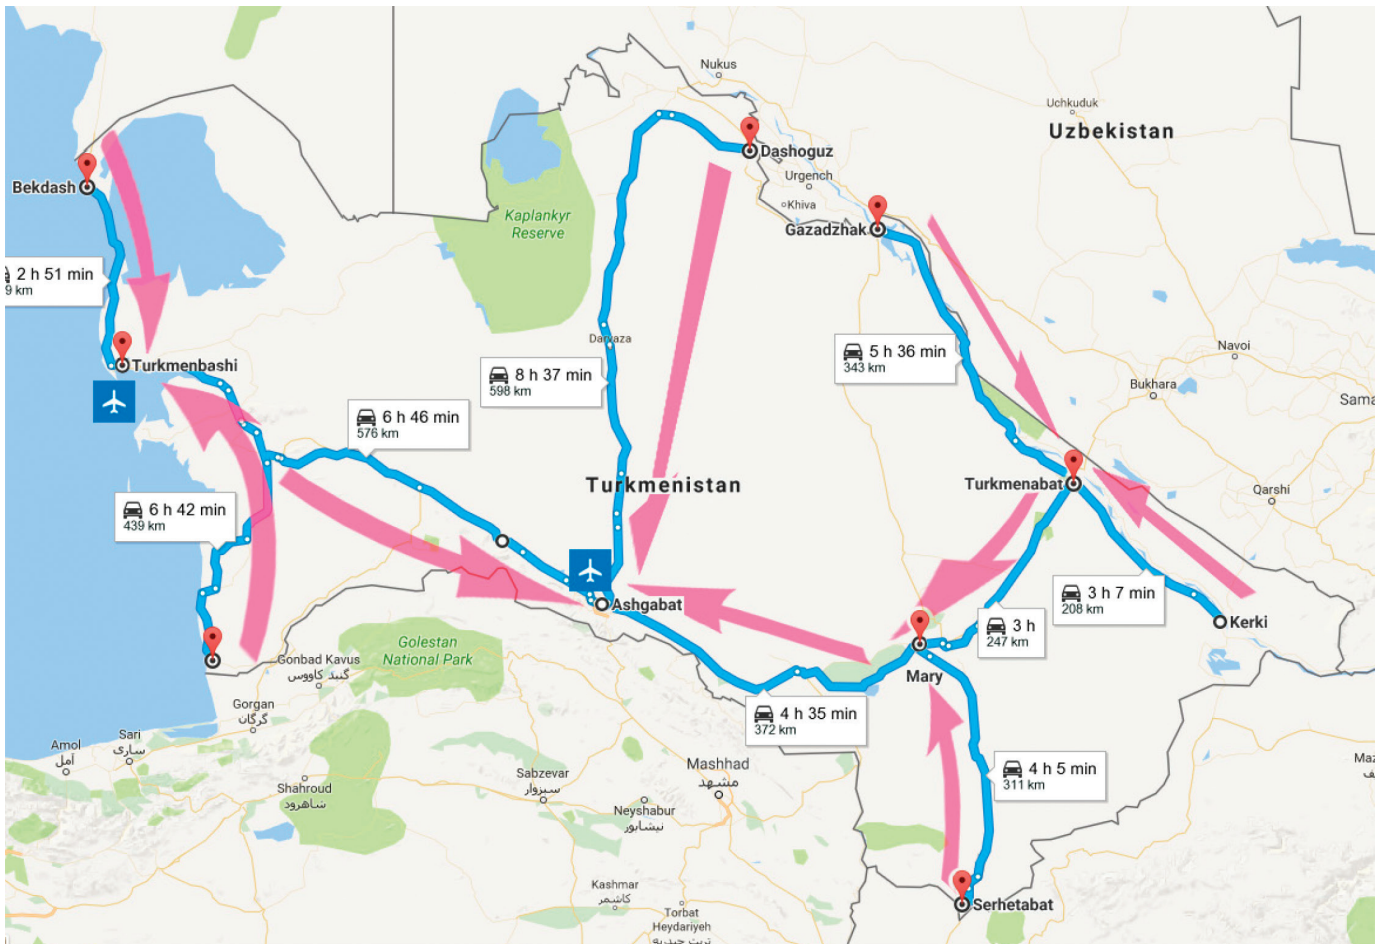 Nukus
Uchkuduk
Uzbekistan
Dashoguz
Urgench
Khiva
Bekdash
Kaplankyr
Reserve
Gazadzhak
2 h 51 min
9 km
Darvaza
Turkmenbashi
5 h 36 min
343 km
Navoi
8 h 37 min
598 km
Bukhara
Sama
6 h 46 min
576 km
Turkmenistan
Turkmenabat
Qarshi
6 h 42 min
439 km
3 h 7 min
208 km
Ashgabat
Kerki
3 h
247 km
Golestan
National Park
Gonbad Kavus
گنبد کاووس
Mary
Gorgan
گرگان
4 h 35 min
372 km
Sari
ساری
Amol
آمل
Mashhad
مشهد
4 h 5 min
311 km
Maz
Sabzevar
سبزوار
Shahroud
شاهرود
Neyshabur
نیشابور
Kashmar
کاشمر
Serhetabat
Torbat
Heydariyeh
تربت حیدریه